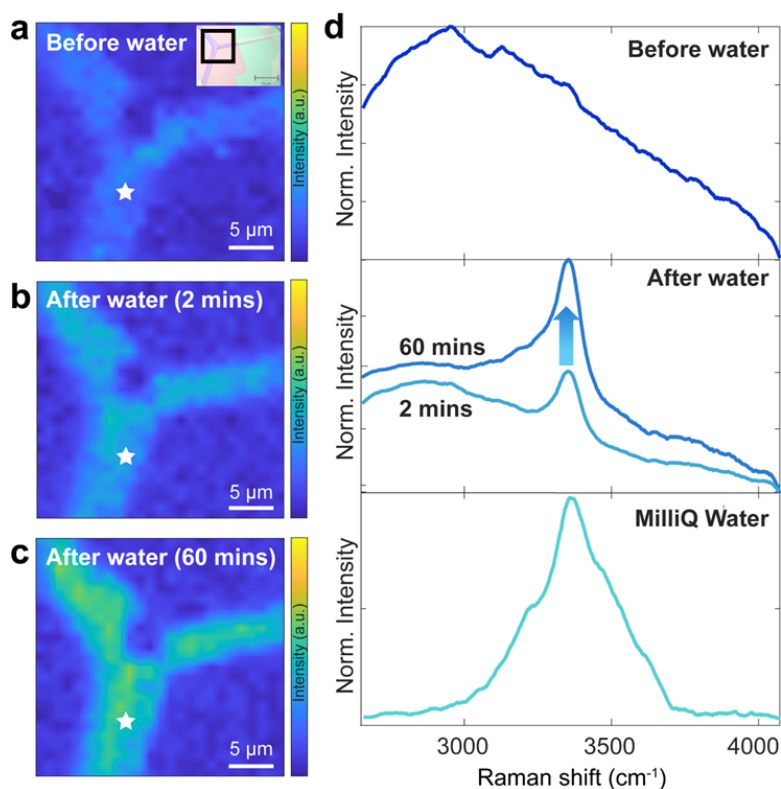 a
Before water
Intensity (a.u.)
5 μm
b
After water (2 mins)
Intensity (a.u.)
5 μm
c
After water (60 mins)
Intensity (a.u.)
5 μm
d
Before water
Norm. Intensity
After water
60 mins
2 mins
Norm. Intensity
MilliQ Water
Norm. Intensity
3000 3500 4000
Raman shift (cm⁻¹)